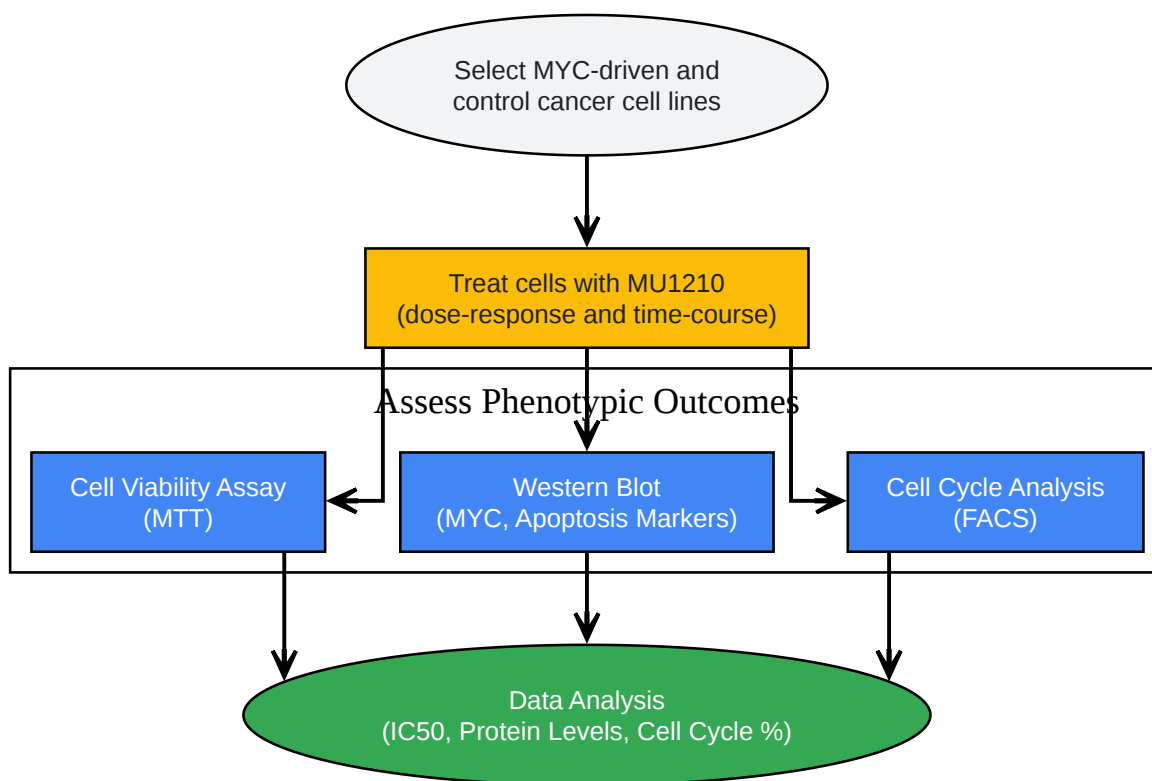 Select MYC-driven and
control cancer cell lines
Treat cells with MU1210
(dose-response and time-course)
Assess Phenotypic Outcomes
Cell Viability Assay
(MTT)
Western Blot
(MYC, Apoptosis Markers)
Cell Cycle Analysis
(FACS)
Data Analysis
(IC50, Protein Levels, Cell Cycle %)